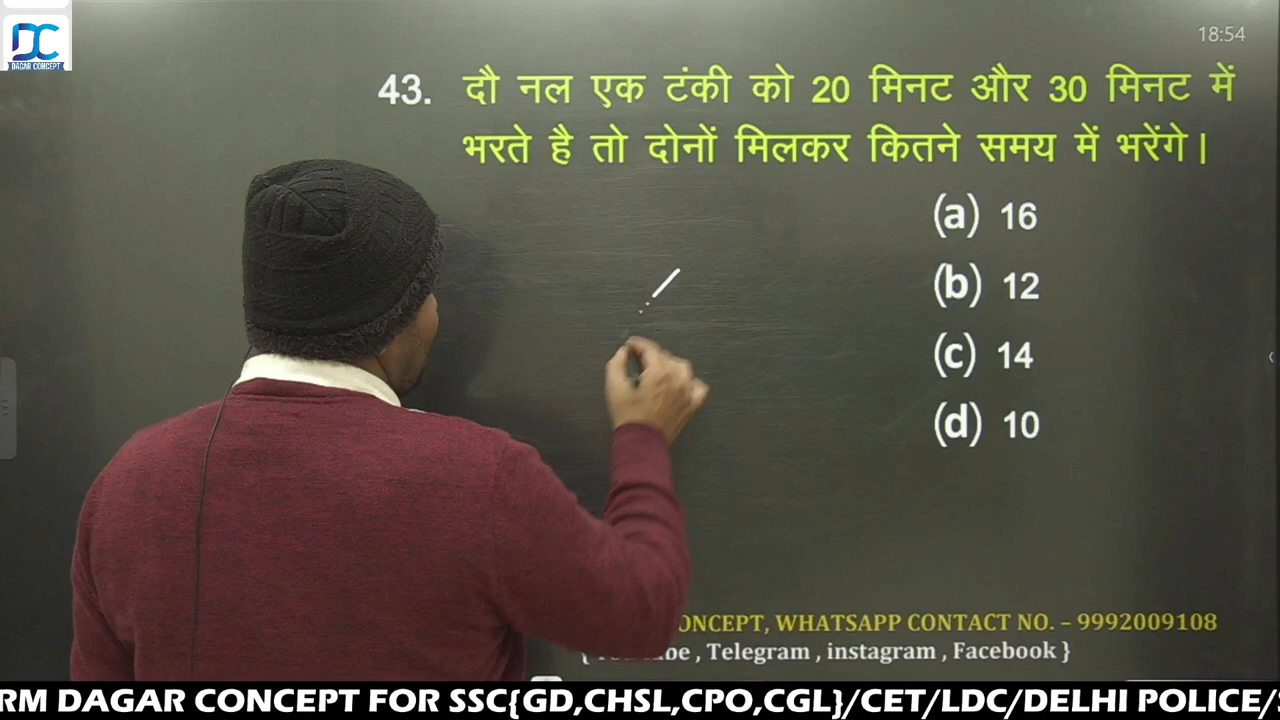 DC
DAGAR CONCEPT
18:54
43. दौ नल एक टंकी को 20 मिनट और 30 मिनट में
भरते है तो दोनों मिलकर कितने समय में भरेंगे।
(a) 16
(b) 12
(c) 14
(d) 10
ONCEPT, WHATSAPP CONTACT NO. – 9992009108
, Telegram , instagram , Facebook }
RM DAGAR CONCEPT FOR SSC{GD,CHSL,CPO,CGL}/CET/LDC/DELHI POLICE/